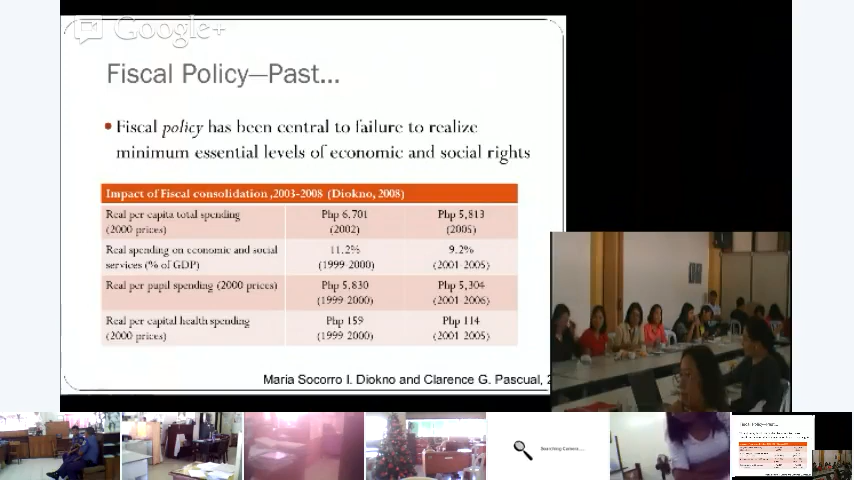 Google+
Fiscal Policy—Past...
• Fiscal policy has been central to failure to realize
minimum essential levels of economic and social rights
Impact of Fiscal consolidation ,2003-2008 (Diokno, 2008)
Real per capita total spending Php 6,701 Php 5,813
(2000 prices) (2002) (2005)
Real spending on economic and social 11.2% 9.2%
services (% of GDP) (1999-2000) (2001-2005)
Real per pupil spending (2000 prices) Php 5,830 Php 5,304
(1999-2000) (2001-2006)
Real per capital health spending Php 159 Php 114
(2000 prices) (1999-2000) (2001-2005)
Maria Socorro I. Diokno and Clarence G. Pascual, 2
Fiscal Policy—Past...